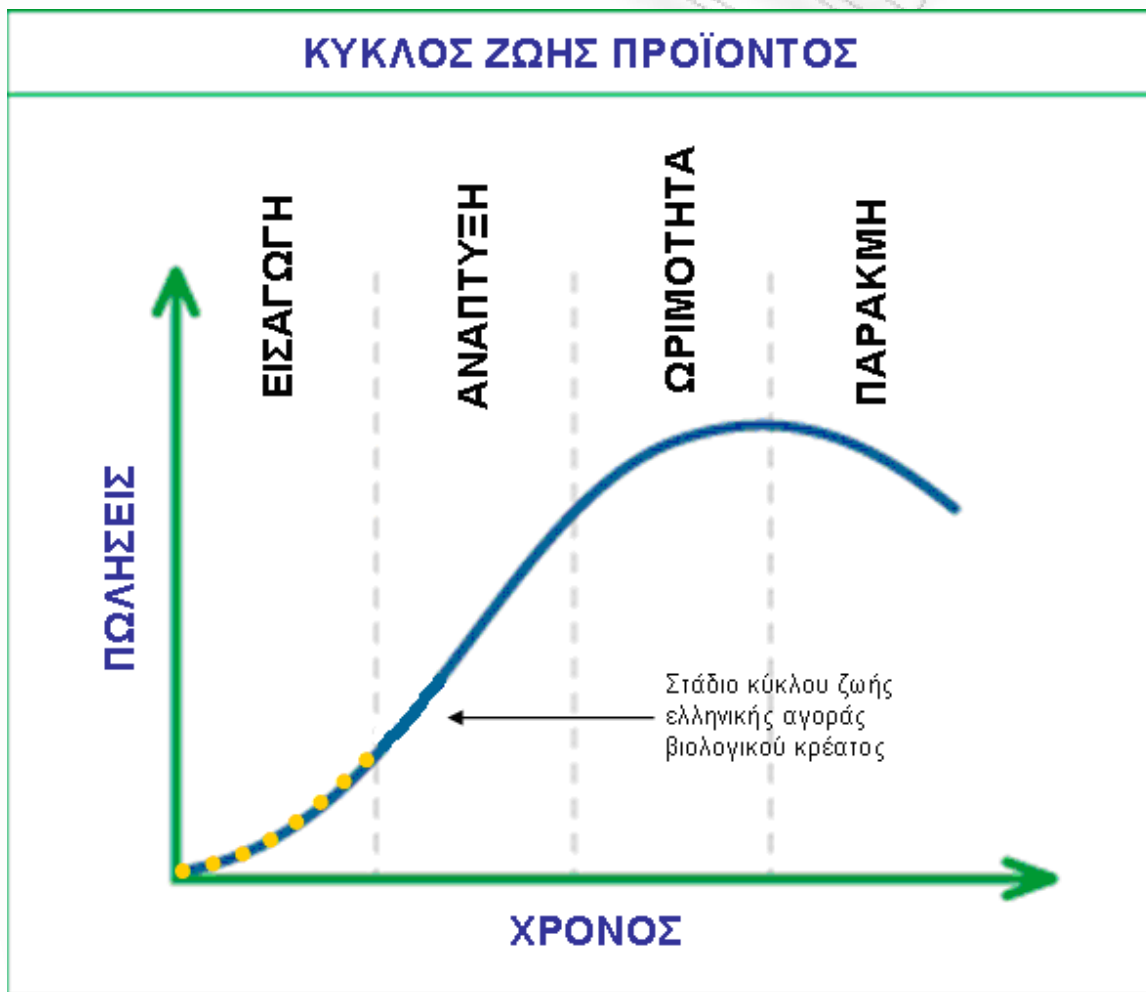 ΚΥΚΛΟΣ ΖΩΗΣ ΠΡΟΪΟΝΤΟΣ
ΕΙΣΑΓΩΓΗ
ΑΝΑΠΤΥΞΗ
ΩΡΙΜΟΤΗΤΑ
ΠΑΡΑΚΜΗ
ΠΩΛΗΣΕΙΣ
Στάδιο κύκλου ζωής
ελληνικής αγοράς
βιολογικού κρέατος
ΧΡΟΝΟΣ